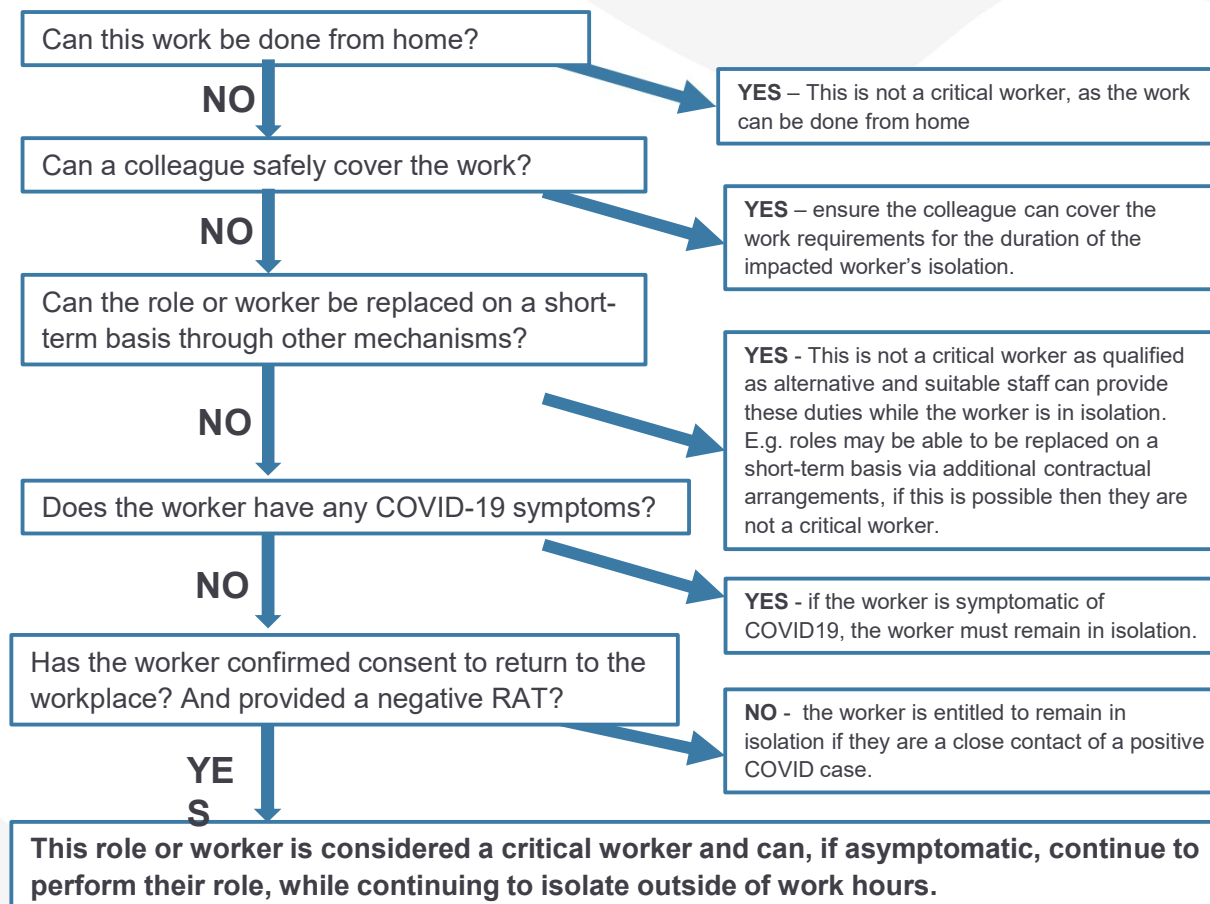 Can this work be done from home?
NO
YES – This is not a critical worker, as the work
can be done from home
Can a colleague safely cover the work?
NO
YES – ensure the colleague can cover the
work requirements for the duration of the
impacted worker’s isolation.
Can the role or worker be replaced on a short-
term basis through other mechanisms?
NO
YES - This is not a critical worker as qualified
as alternative and suitable staff can provide
these duties while the worker is in isolation.
E.g. roles may be able to be replaced on a
short-term basis via additional contractual
arrangements, if this is possible then they are
not a critical worker.
Does the worker have any COVID-19 symptoms?
NO
YES - if the worker is symptomatic of
COVID19, the worker must remain in isolation.
Has the worker confirmed consent to return to the
workplace? And provided a negative RAT?
NO - the worker is entitled to remain in
isolation if they are a close contact of a positive
COVID case.
YE
S
This role or worker is considered a critical worker and can, if asymptomatic, continue to
perform their role, while continuing to isolate outside of work hours.